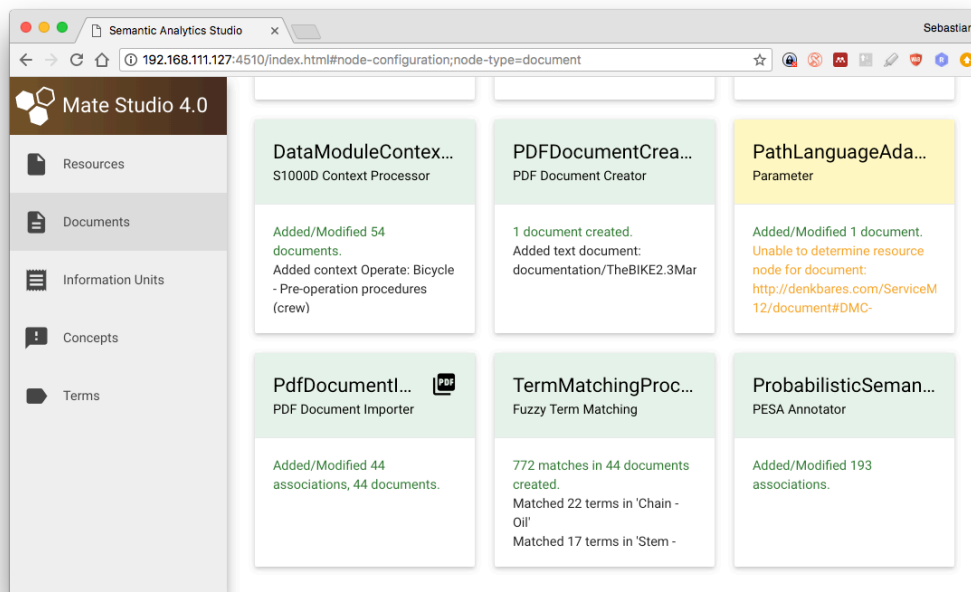 Semantic Analytics Studio
Sebastian
192.168.111.127:4510/index.html#node-configuration;node-type=document
Mate Studio 4.0
Resources
Documents
Information Units
Concepts
Terms
DataModuleContex...
S1000D Context Processor
Added/Modified 54
documents.
Added context Operate: Bicycle
- Pre-operation procedures
(crew)
PDFDocumentCrea...
PDF Document Creator
1 document created.
Added text document:
documentation/TheBIKE2.3Mar
PathLanguageAda...
Parameter
Added/Modified 1 document.
Unable to determine resource
node for document:
http://denkbares.com/ServiceM
12/document#DMC-
PdfDocumentI...
PDF
PDF Document Importer
Added/Modified 44
associations, 44 documents.
TermMatchingProc...
Fuzzy Term Matching
772 matches in 44 documents
created.
Matched 22 terms in 'Chain -
Oil'
Matched 17 terms in 'Stem -
ProbabilisticSeman...
PESA Annotator
Added/Modified 193
associations.